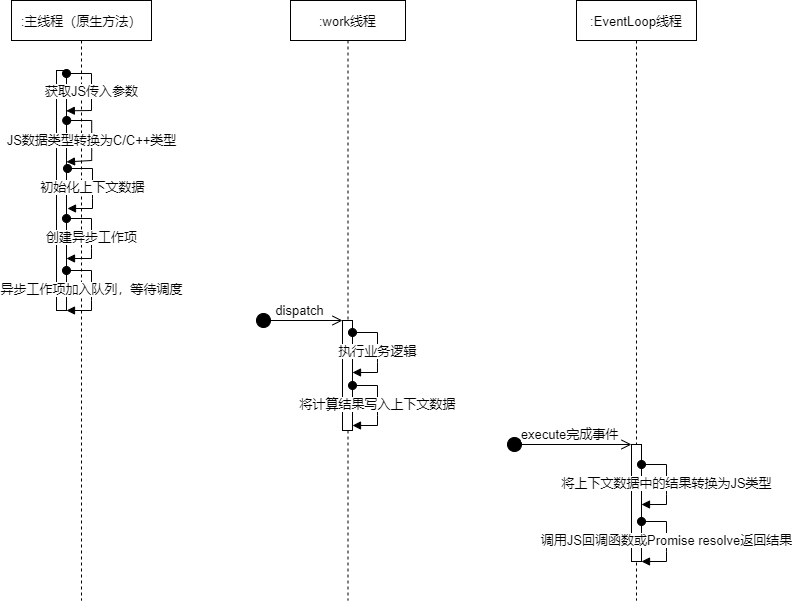 :主线程（原生方法）
:work线程
:EventLoop线程
获取JS传入参数
JS数据类型转换为C/C++类型
初始化上下文数据
创建异步工作项
异步工作项加入队列，等待调度
dispatch
执行业务逻辑
将计算结果写入上下文数据
execute完成事件
将上下文数据中的结果转换为JS类型
调用JS回调函数或Promise resolve返回结果